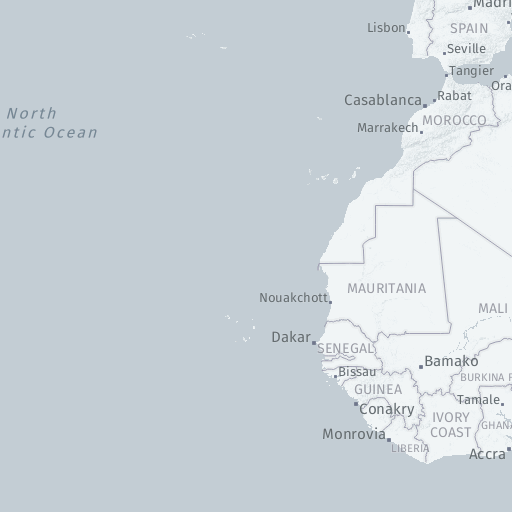 Madri
Lisbon
SPAIN
Seville
Tangier
Ora
Rabat
Casablanca
North
ntic Ocean
MOROCCO
Marrakech
MAURITANIA
Nouakchott
MALI
Dakar
SENEGAL
Bamako
Bissau
BURKINA F
GUINEA
Tamale
Conakry
IVORY
COAST
GHANA
Monrovia
LIBERIA
Accra